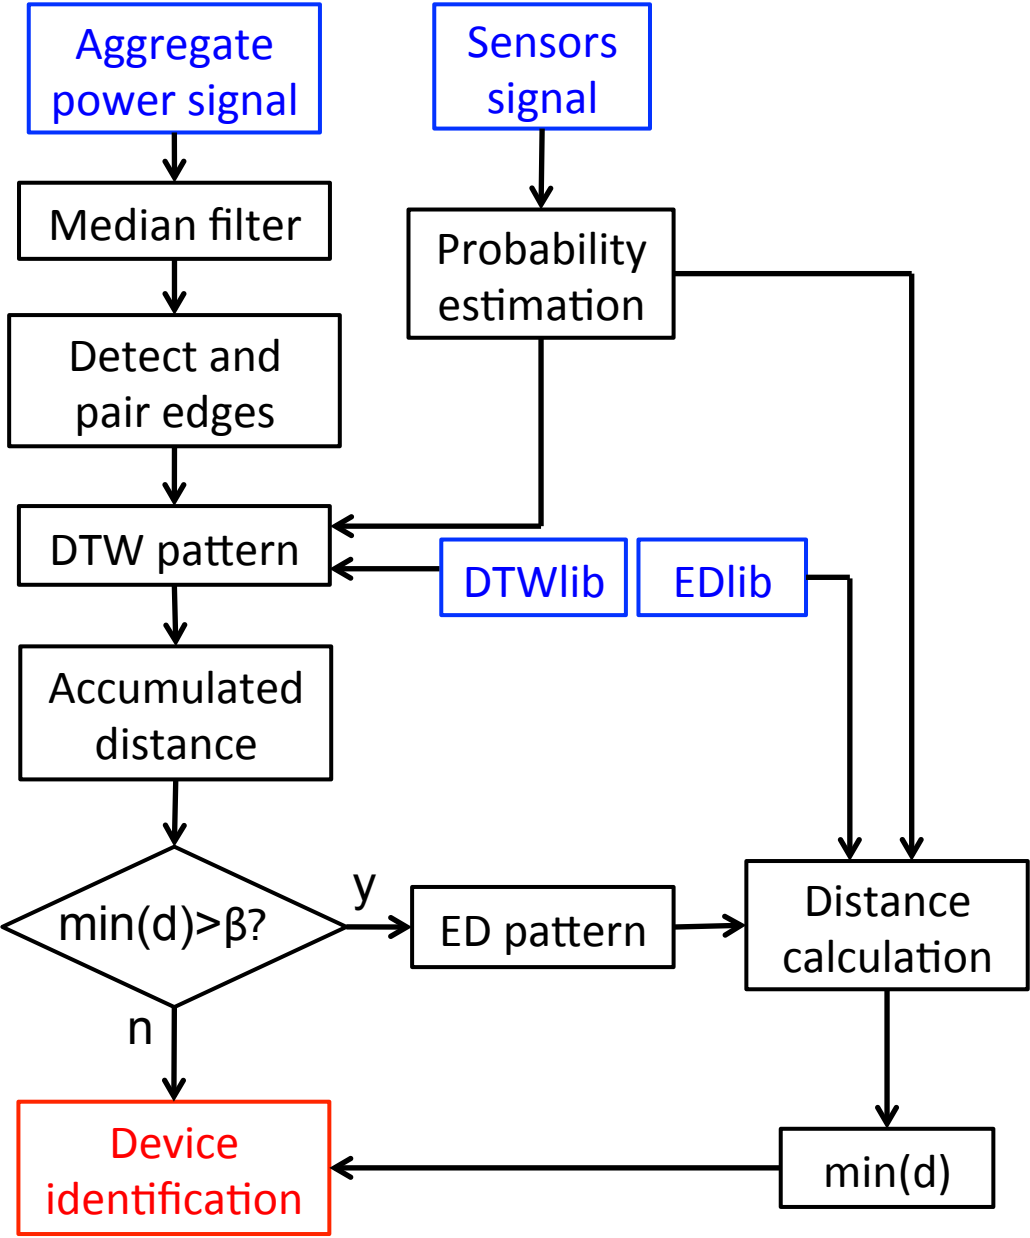 Aggregate
power signal
Sensors
signal
Median filter
Probability
estimation
Detect and
pair edges
DTW pattern
DTWlib
EDlib
Accumulated
distance
min(d)>β?
y
ED pattern
Distance
calculation
n
Device
identification
min(d)